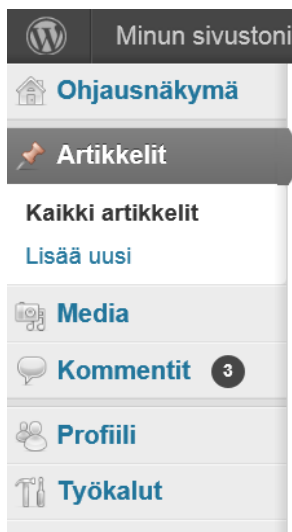 Minun sivustoni
Ohjausnäkymä
Artikkelit
Kaikki artikkelit
Lisää uusi
Media
Kommentit 3
Profiili
Työkalut